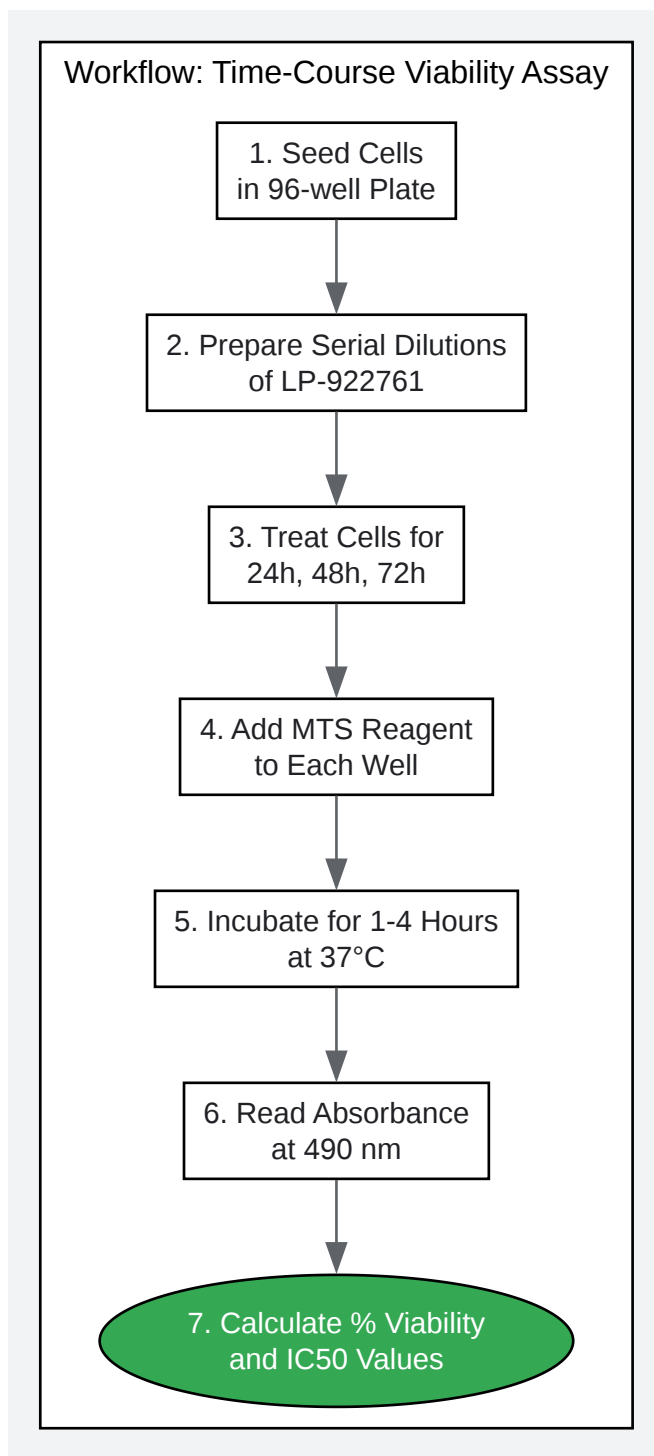 Workflow: Time-Course Viability Assay
1. Seed Cells
in 96-well Plate
2. Prepare Serial Dilutions
of LP-922761
3. Treat Cells for
24h, 48h, 72h
4. Add MTS Reagent
to Each Well
5. Incubate for 1-4 Hours
at 37°C
6. Read Absorbance
at 490 nm
7. Calculate % Viability
and IC50 Values